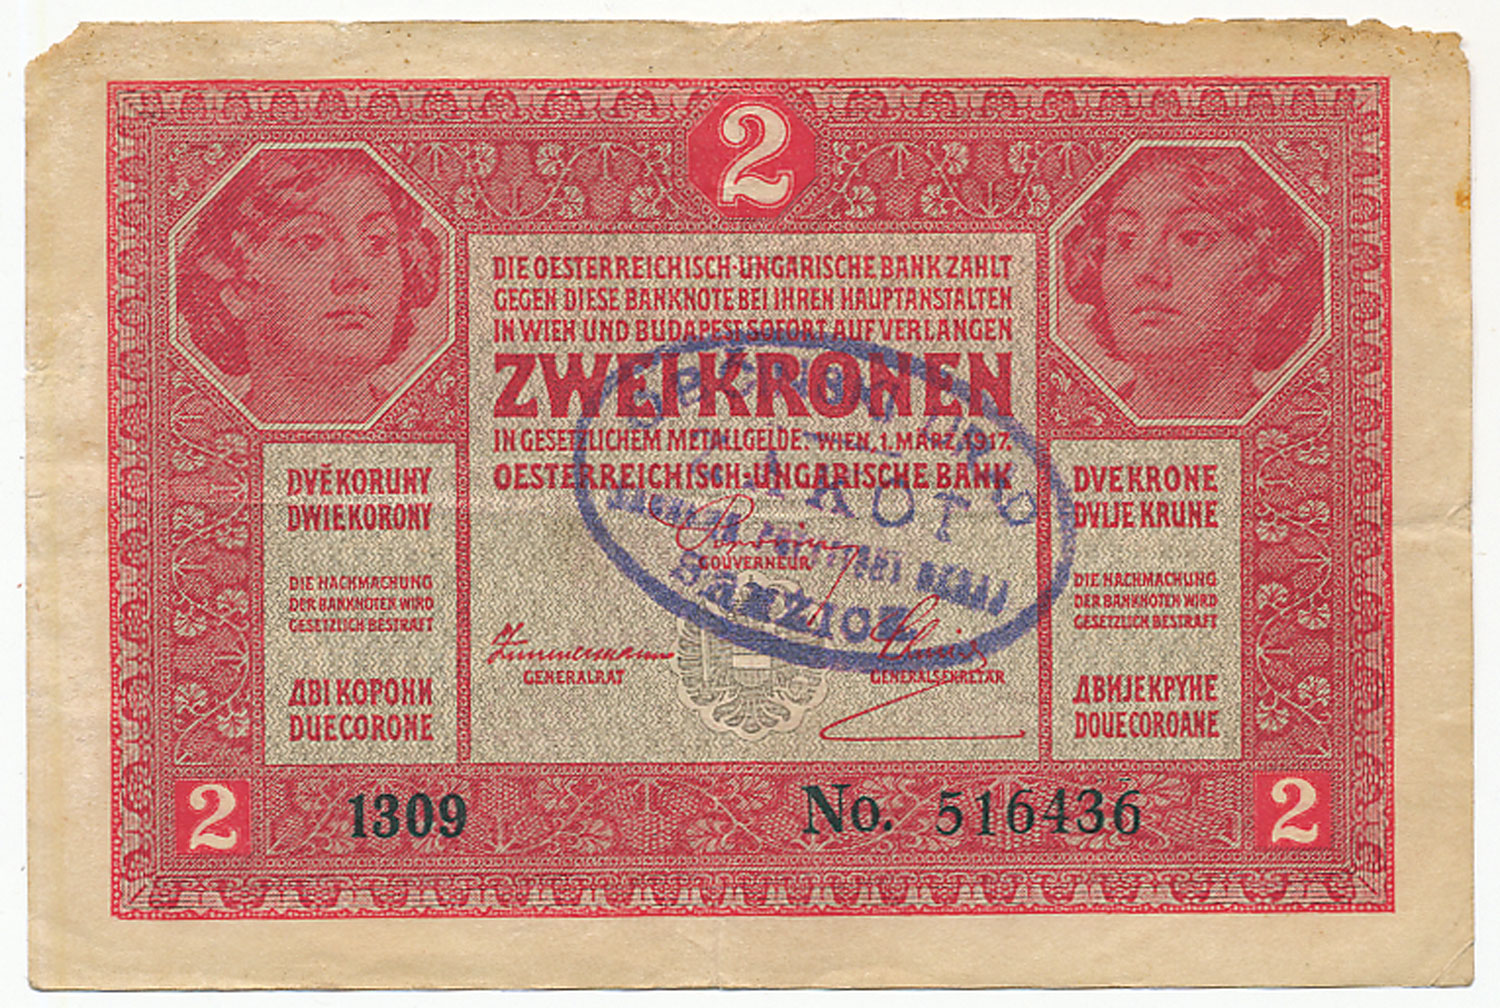 2
DIE OESTERREICHISCH-UNGARISCHE BANK ZAHLT
GEGEN DIESE BANKNOTE BEI IHREN HAUPTANSTALTEN
IN WIEN UND BUDAPEST SOFORT AUF VERLANGEN
ZWEI KRONEN
IN GESETZLICHEM METALLGELDE. WIEN, 1. MÄRZ 1917.
OESTERREICHISCH-UNGARISCHE BANK
GOUVERNEUR
Zimmermann
GENERALRAT
GENERALSEKRETÄR
DVĚ KORUNY
DWIE KORONY
DIE NACHMACHUNG
DER BANKNOTEN WIRD
GESETZLICH BESTRAFT
ДВІ КОРОНИ
DUE CORONE
DVE KRONE
DVIJE KRUNE
DIE NACHMACHUNG
DER BANKNOTEN WIRD
GESETZLICH BESTRAFT
ДВИЈЕ КРУНЕ
DOUE COROANE
2
1309
No. 516436
2